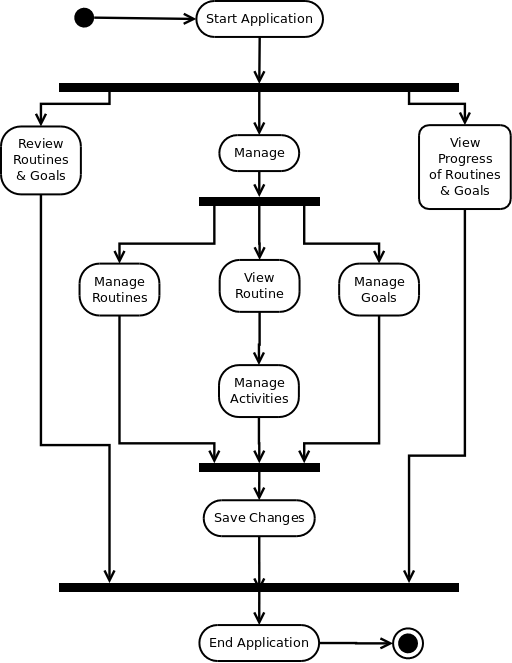 Start Application
Review
Routines
& Goals
Manage
View
Progress
of Routines
& Goals
Manage
Routines
View
Routine
Manage
Goals
Manage
Activities
Save Changes
End Application